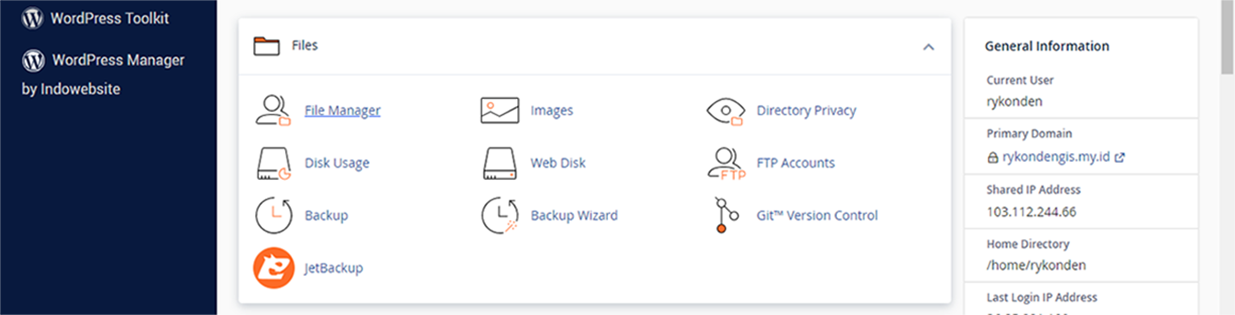 WordPress Toolkit
WordPress Manager
by Indowebsite
Files
File Manager
Images
Directory Privacy
Disk Usage
Web Disk
FTP
FTP Accounts
Backup
Backup Wizard
Git™ Version Control
JetBackup
General Information
Current User
rykonden
Primary Domain
rykondengis.my.id
Shared IP Address
103.112.244.66
Home Directory
/home/rykonden
Last Login IP Address